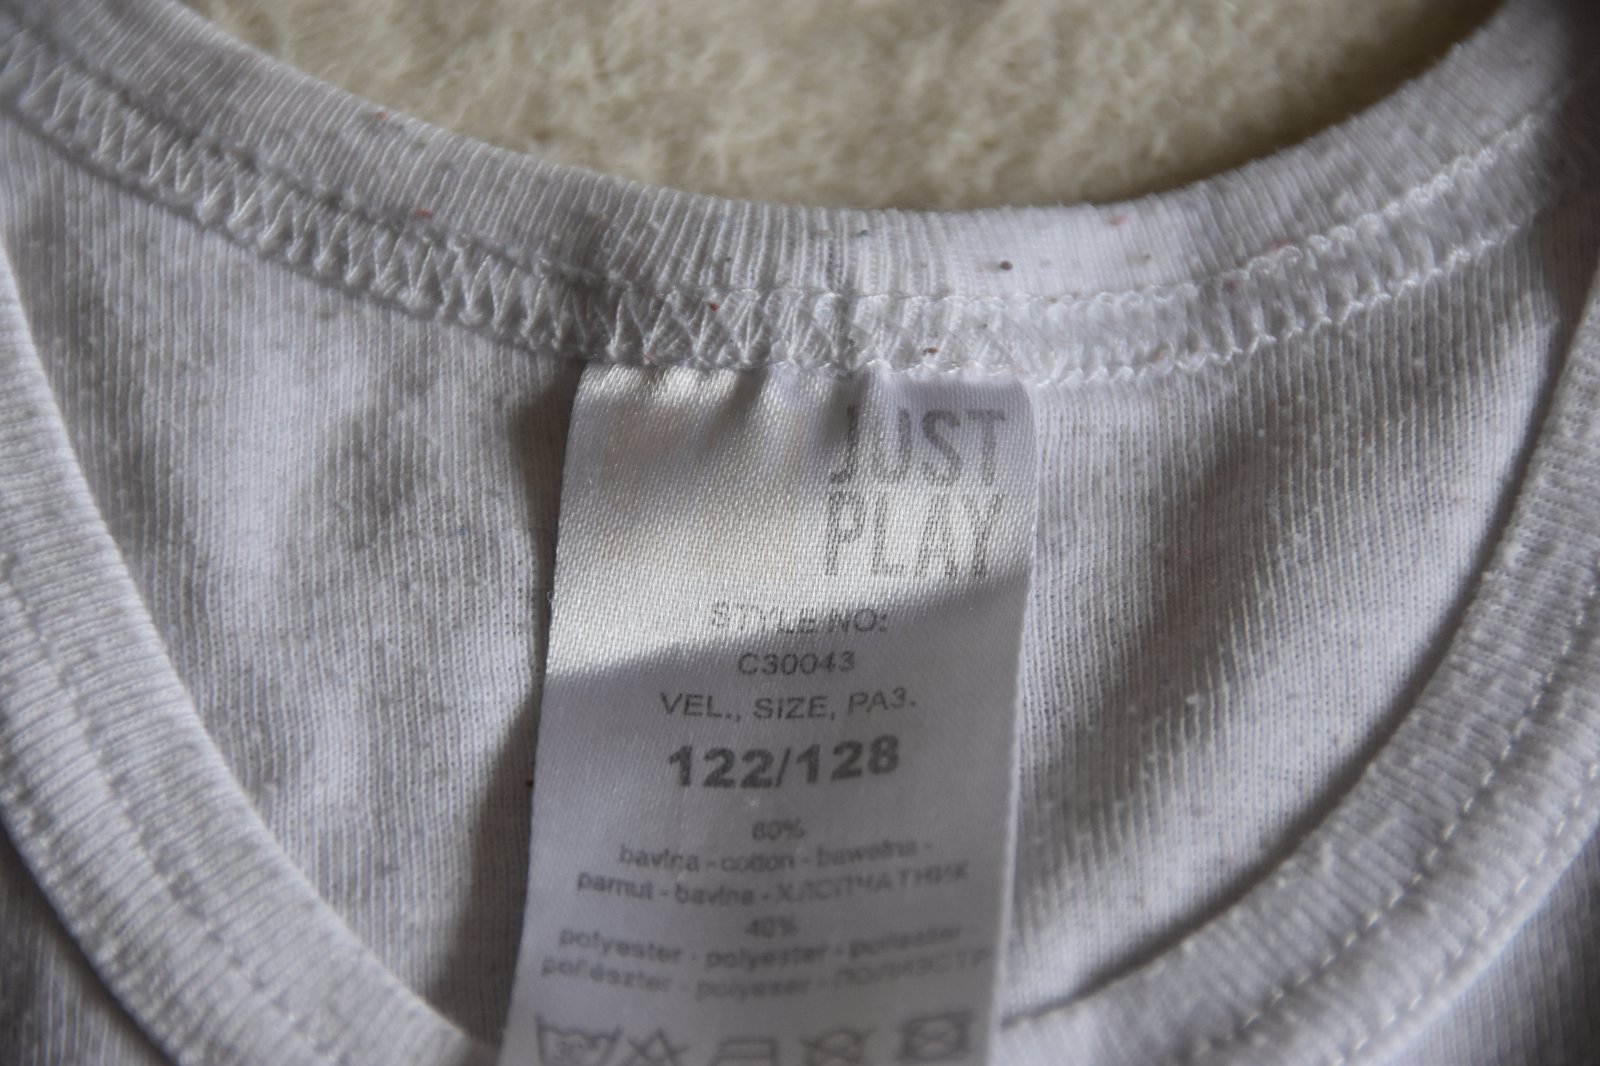 JUST
PLAY
STYLE NO:
C30043
VEL., SIZE, PA3.
122/128
60%
bavlna - cotton - bawełna -
pamut - bavlna - ХЛОПЧАТНИК
40%
polyester - polyester - poliester -
poliészter - polyester - ПОЛИЭСТР